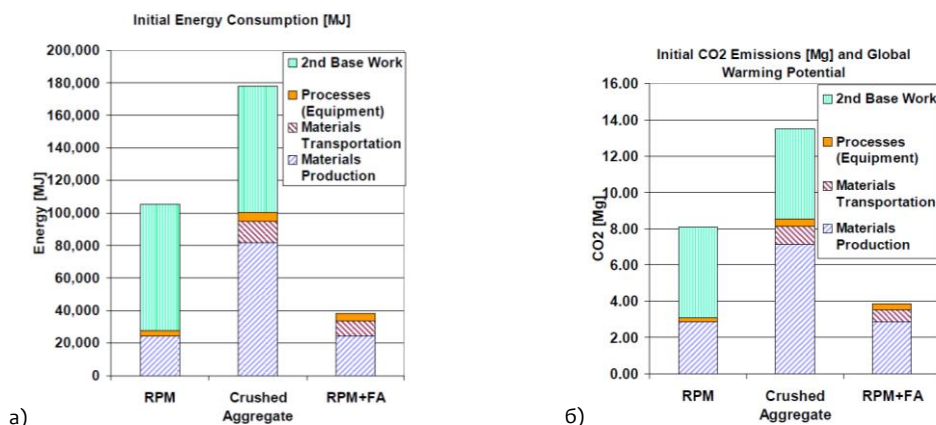 Initial Energy Consumption [MJ]
200,000
180,000
160,000
140,000
120,000
100,000
80,000
60,000
40,000
20,000
0
Energy [MJ]
2nd Base Work
Processes
(Equipment)
Materials
Transportation
Materials
Production
RPM
Crushed
Aggregate
RPM+FA
а)
Initial CO2 Emissions [Mg] and Global
Warming Potential
16.00
14.00
12.00
10.00
8.00
6.00
4.00
2.00
0.00
CO2 [Mg]
2nd Base Work
Processes
(Equipment)
Materials
Transportation
Materials
Production
RPM
Crushed
Aggregate
RPM+FA
б)